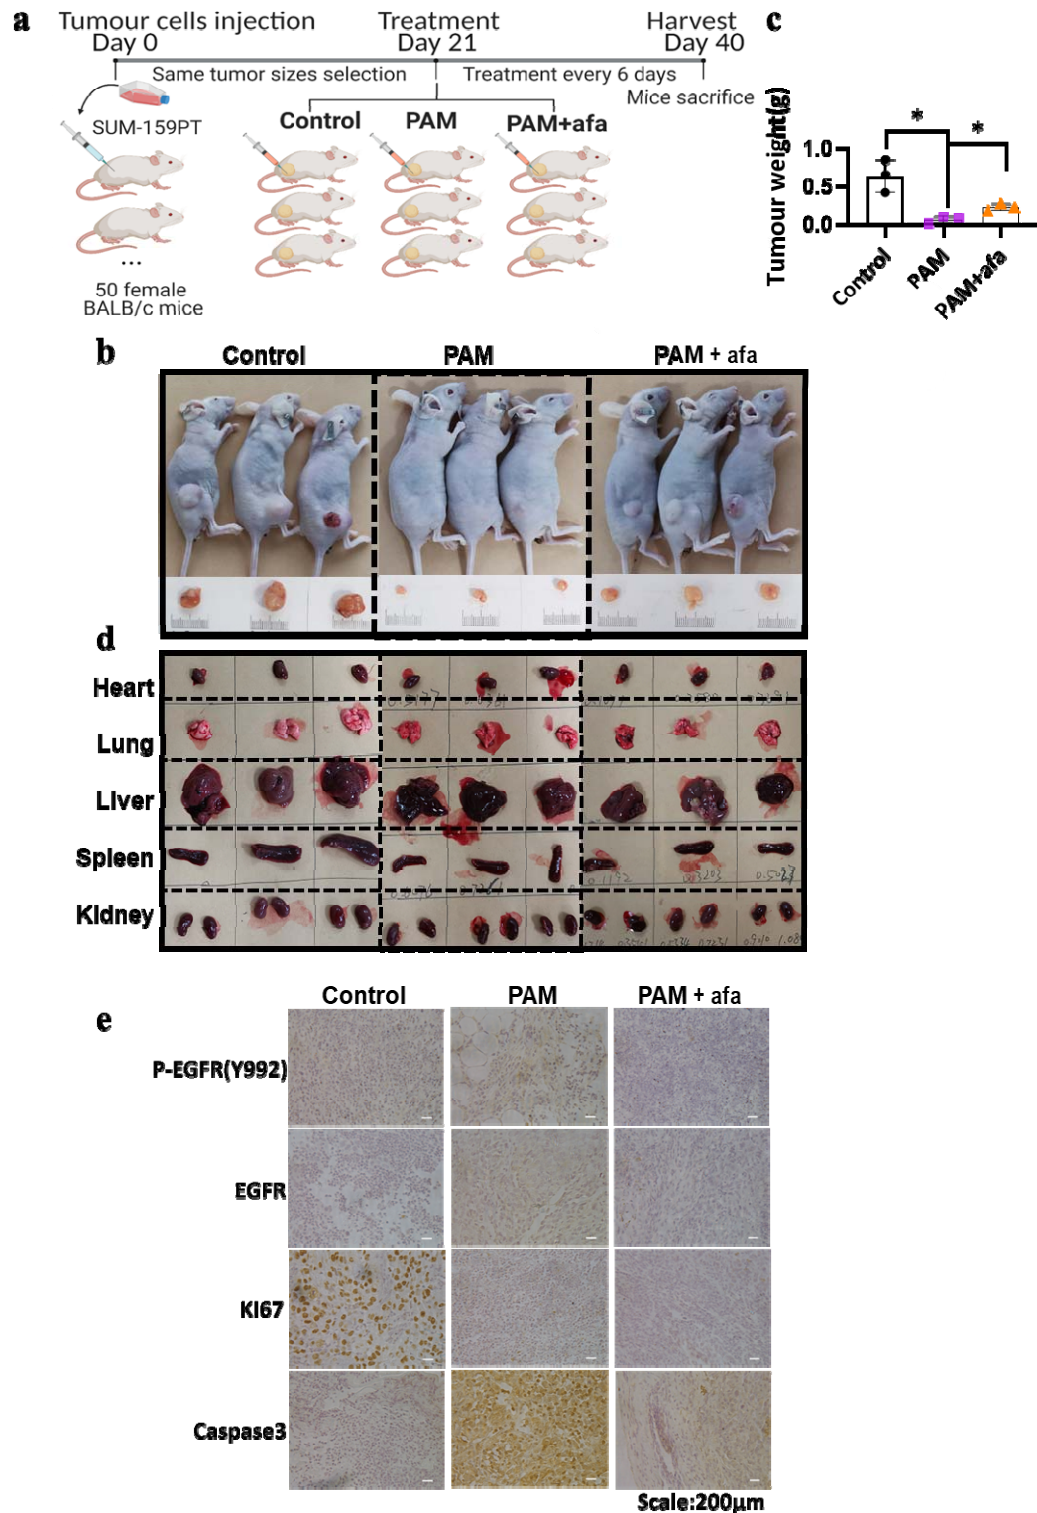 a
Tumour cells injection
Treatment
Harvest
Day 0
Day 21
Day 40
Same tumor sizes selection
Treatment every 6 days
Mice sacrifice
SUM-159PT
Control
PAM
PAM+afa
...
50 female
BALB/c mice
c
Tumour weight(g)
1.0
0.5
0.0
*
*
Control
PAM
PAM+afa
b
Control
PAM
PAM + afa
d
Heart
Lung
Liver
Spleen
Kidney
e
Control
PAM
PAM + afa
P-EGFR(Y992)
EGFR
KI67
Caspase3
Scale:200μm